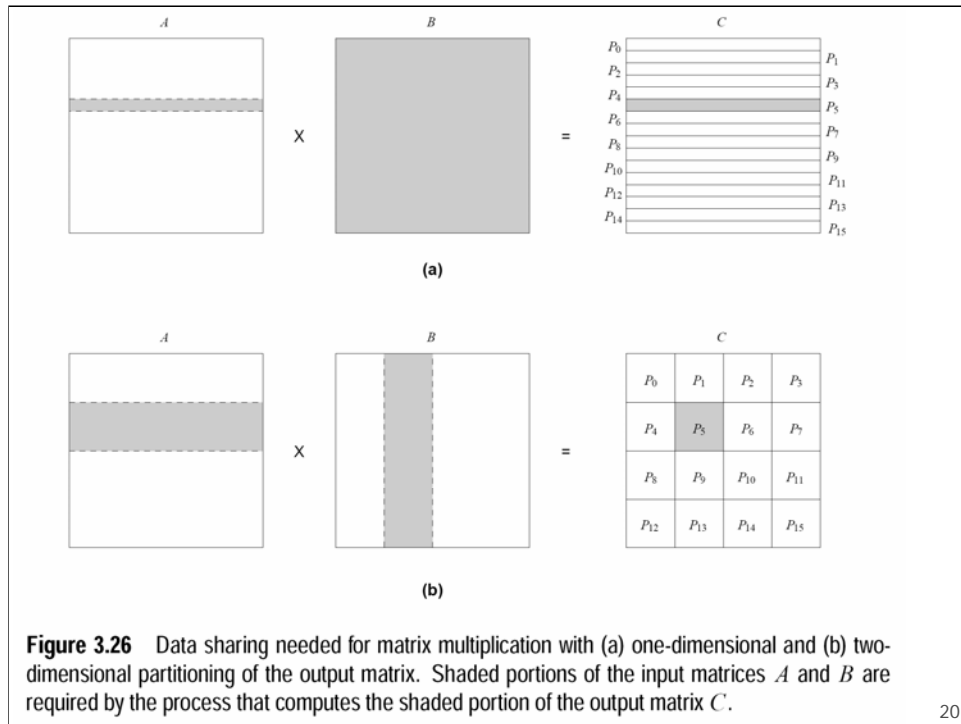 A B C
P0
P1
P2
P3
P4
P5
P6
P7
P8
P9
P10
P11
P12
P13
P14
P15
X =
(a)
A B C
P0 P1 P2 P3
P4 P5 P6 P7
X =
P8 P9 P10 P11
P12 P13 P14 P15
(b)
Figure 3.26 Data sharing needed for matrix multiplication with (a) one-dimensional and (b) two-
dimensional partitioning of the output matrix. Shaded portions of the input matrices A and B are
required by the process that computes the shaded portion of the output matrix C.
20